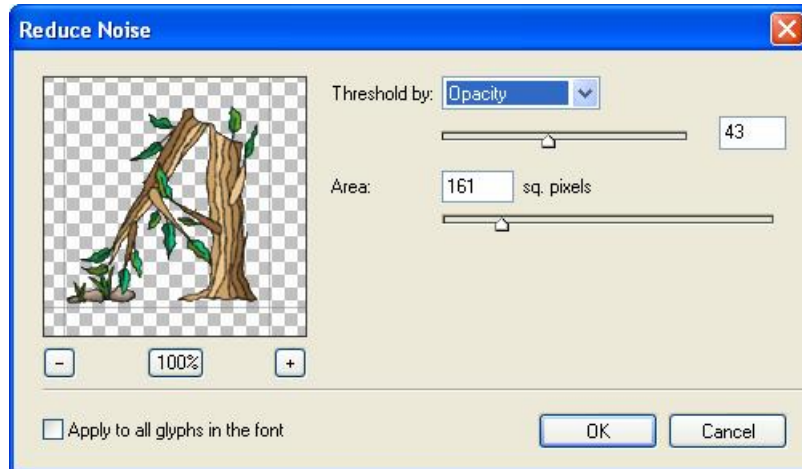 Reduce Noise
Threshold by: Opacity
43
Area: 161 sq. pixels
- 100% +
Apply to all glyphs in the font
OK Cancel